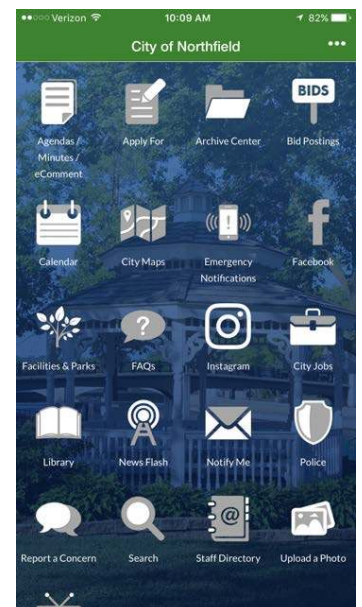 Verizon 10:09 AM 82%
City of Northfield
BIDS
Agendas / Apply For Archive Center Bid Postings
Minutes /
eComment
Calendar City Maps Emergency Facebook
Notifications
Facilities & Parks FAQs Instagram City Jobs
Library News Flash Notify Me Police
Report a Concern Search Staff Directory Upload a Photo